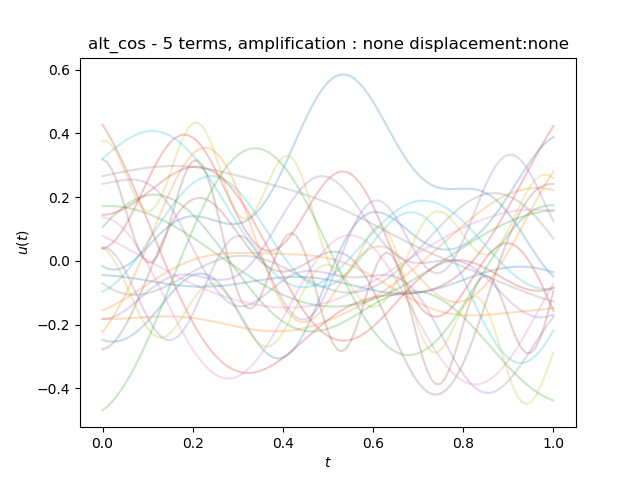 alt_cos - 5 terms, amplification : none displacement:none
0.6
0.4
0.2
0.0
−0.2
−0.4
u(t)
0.0 0.2 0.4 0.6 0.8 1.0
t